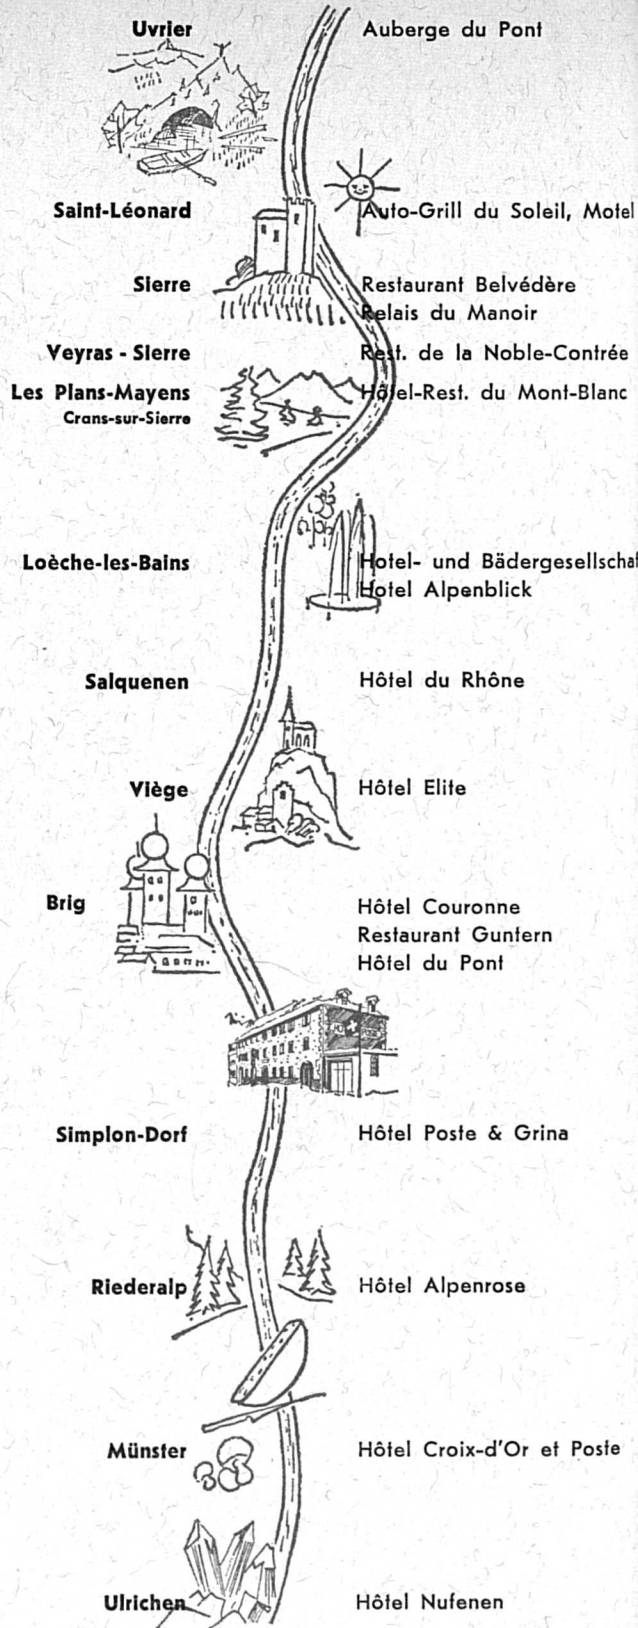 Uvrier Auberge du Pont
Saint-Léonard Auto-Grill du Soleil, Motel
Sierre Restaurant Belvédère
Relais du Manoir
Veyras - Sierre Rest. de la Noble-Contrée
Les Plans-Mayens Hôtel-Rest. du Mont-Blanc
Crans-sur-Sierre
Loèche-les-Bains Hotel- und Bädergesellschaf
Hotel Alpenblick
Salquenen Hôtel du Rhône
Viège Hôtel Elite
Brig Hôtel Couronne
Restaurant Guntern
Hôtel du Pont
Simplon-Dorf Hôtel Poste & Grina
Riederalp Hôtel Alpenrose
Münster Hôtel Croix-d'Or et Poste
Ulrichen Hôtel Nufenen